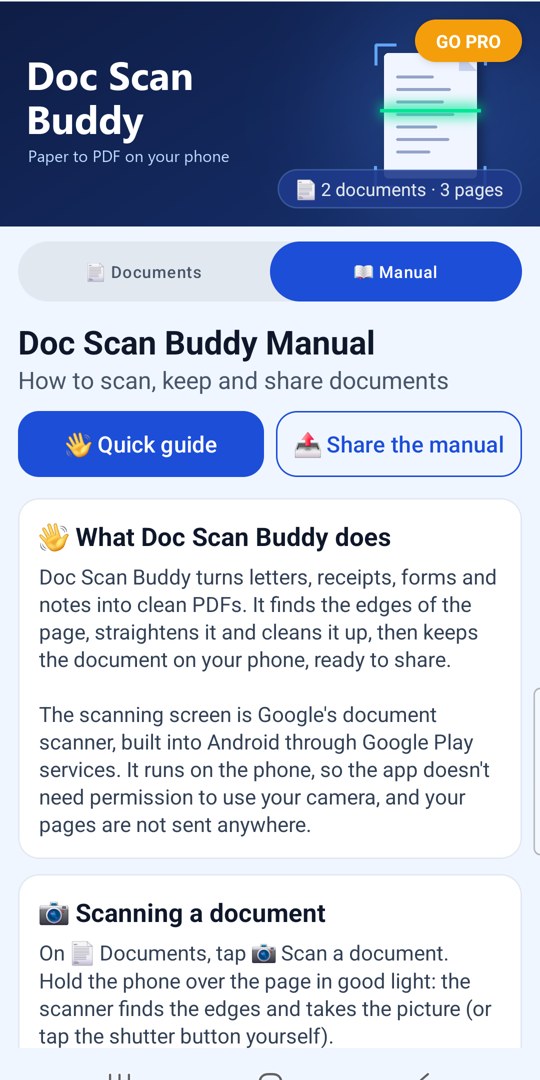 GO PRO
Doc Scan
Buddy
Paper to PDF on your phone
📄 2 documents · 3 pages
📄 Documents
📖 Manual
Doc Scan Buddy Manual
How to scan, keep and share documents
👋 Quick guide
📤 Share the manual
👋 What Doc Scan Buddy does
Doc Scan Buddy turns letters, receipts, forms and
notes into clean PDFs. It finds the edges of the
page, straightens it and cleans it up, then keeps
the document on your phone, ready to share.
The scanning screen is Google's document
scanner, built into Android through Google Play
services. It runs on the phone, so the app doesn't
need permission to use your camera, and your
pages are not sent anywhere.
📷 Scanning a document
On 📄 Documents, tap 📷 Scan a document.
Hold the phone over the page in good light: the
scanner finds the edges and takes the picture (or
tap the shutter button yourself).